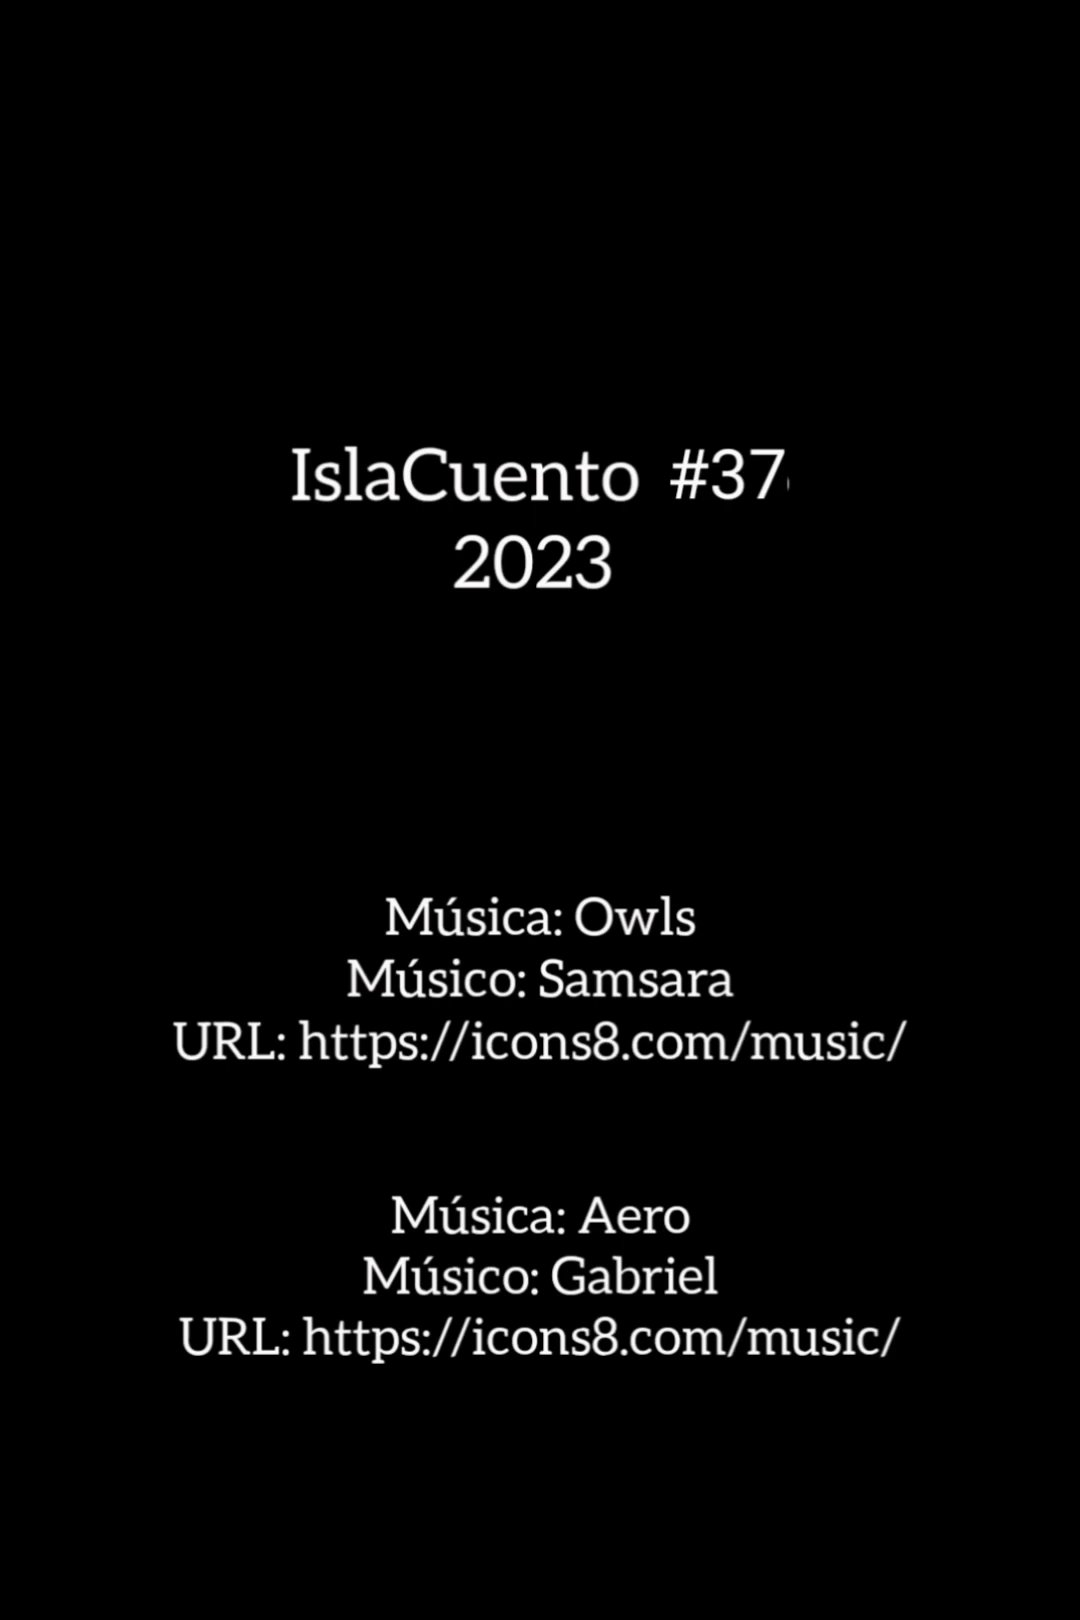 IslaCuento #37
2023
Música: Owls
Músico: Samsara
URL: https://icons8.com/music/
Música: Aero
Músico: Gabriel
URL: https://icons8.com/music/